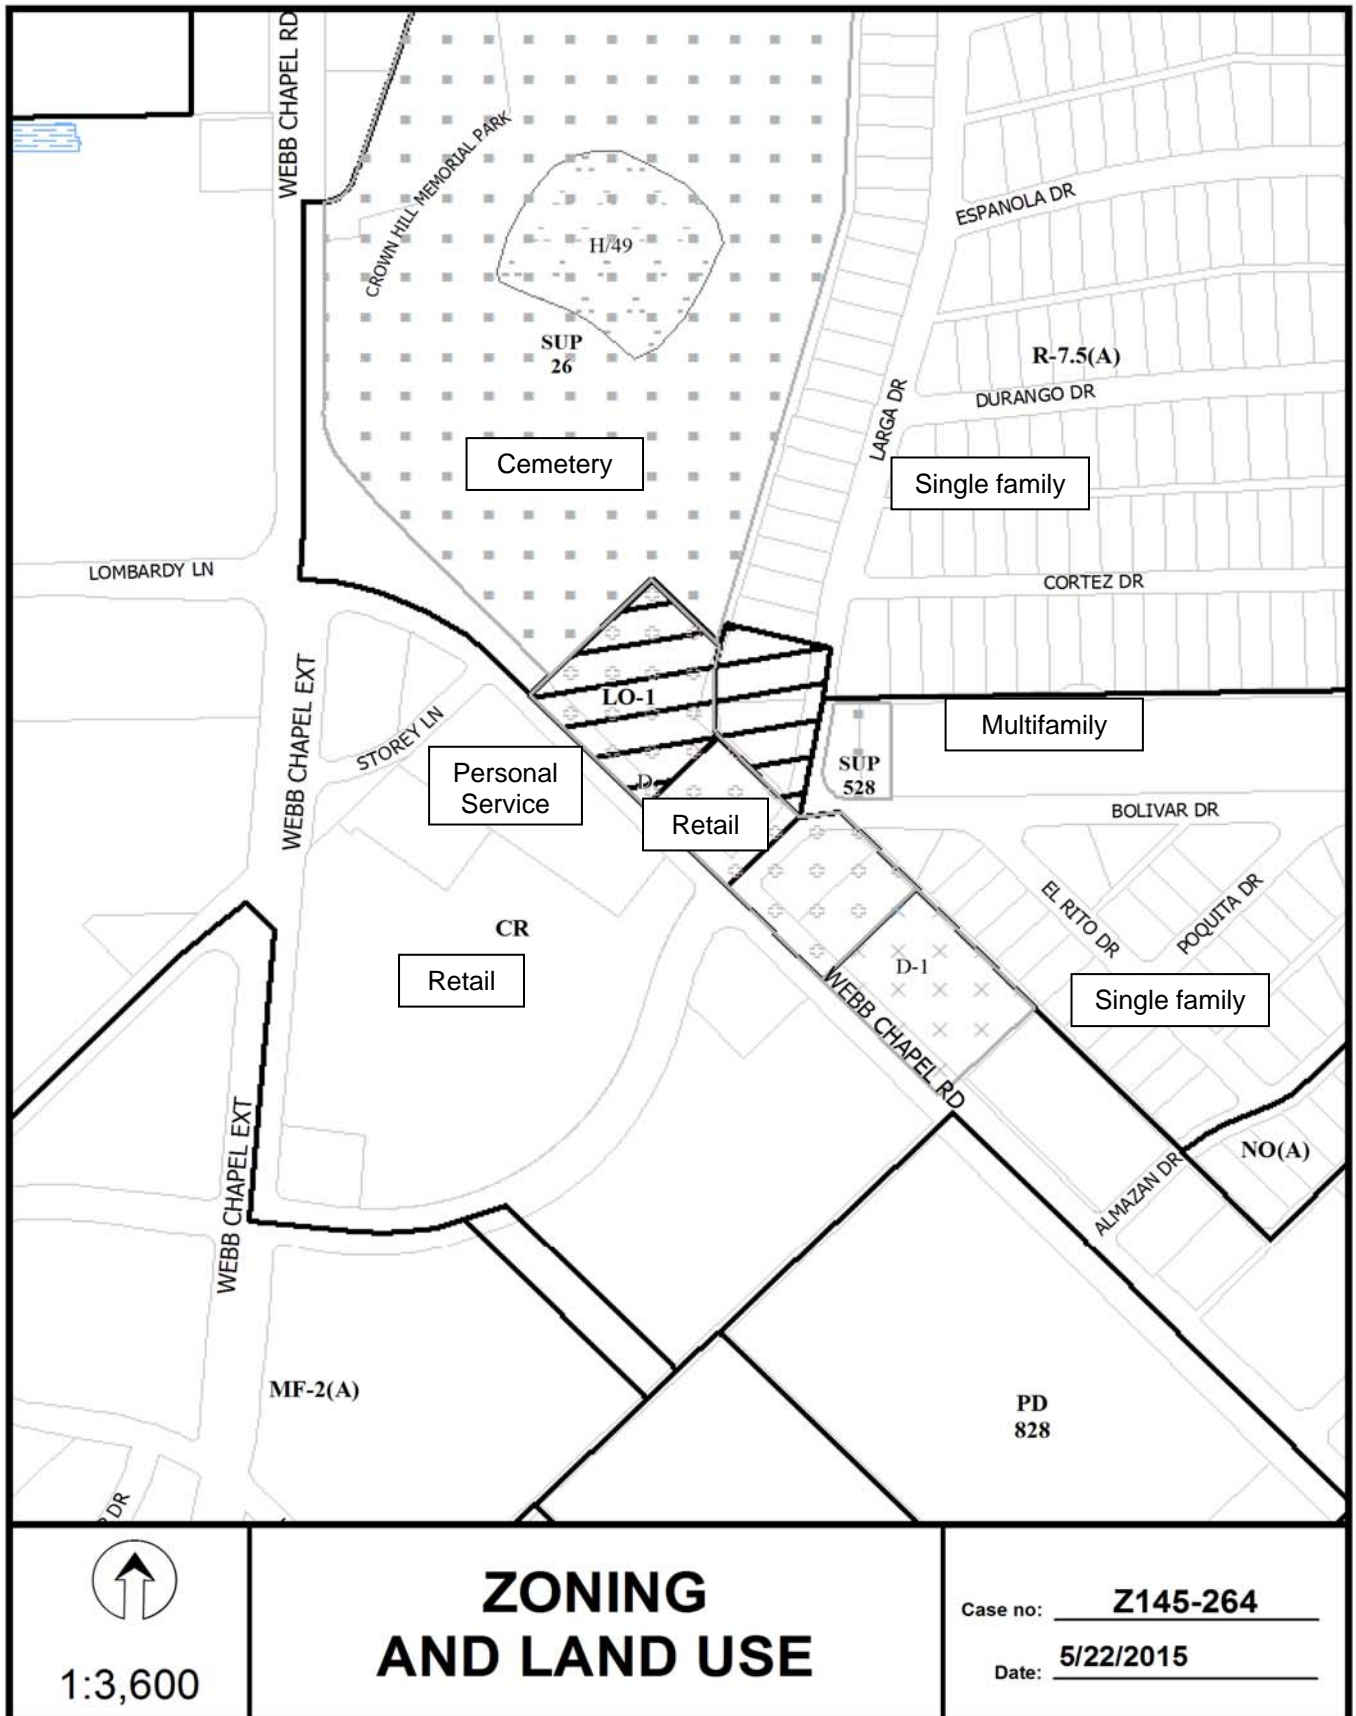 WEBB CHAPEL RD
CROWN HILL MEMORIAL PARK
ESPANOLA DR
H/49
SUP
26
R-7.5(A)
DURANGO DR
LARGA DR
Cemetery
Single family
LOMBARDY LN
CORTEZ DR
WEBB CHAPEL EXT
LO-1
STOREY LN
Multifamily
Personal
Service
D
SUP
528
Retail
BOLIVAR DR
EL RITO DR
POQUITA DR
CR
Retail
D-1
Single family
WEBB CHAPEL RD
WEBB CHAPEL EXT
NO(A)
ALMAZAN DR
MF-2(A)
PD
828
DR
1:3,600
ZONING
AND LAND USE
Case no: Z145-264
Date: 5/22/2015